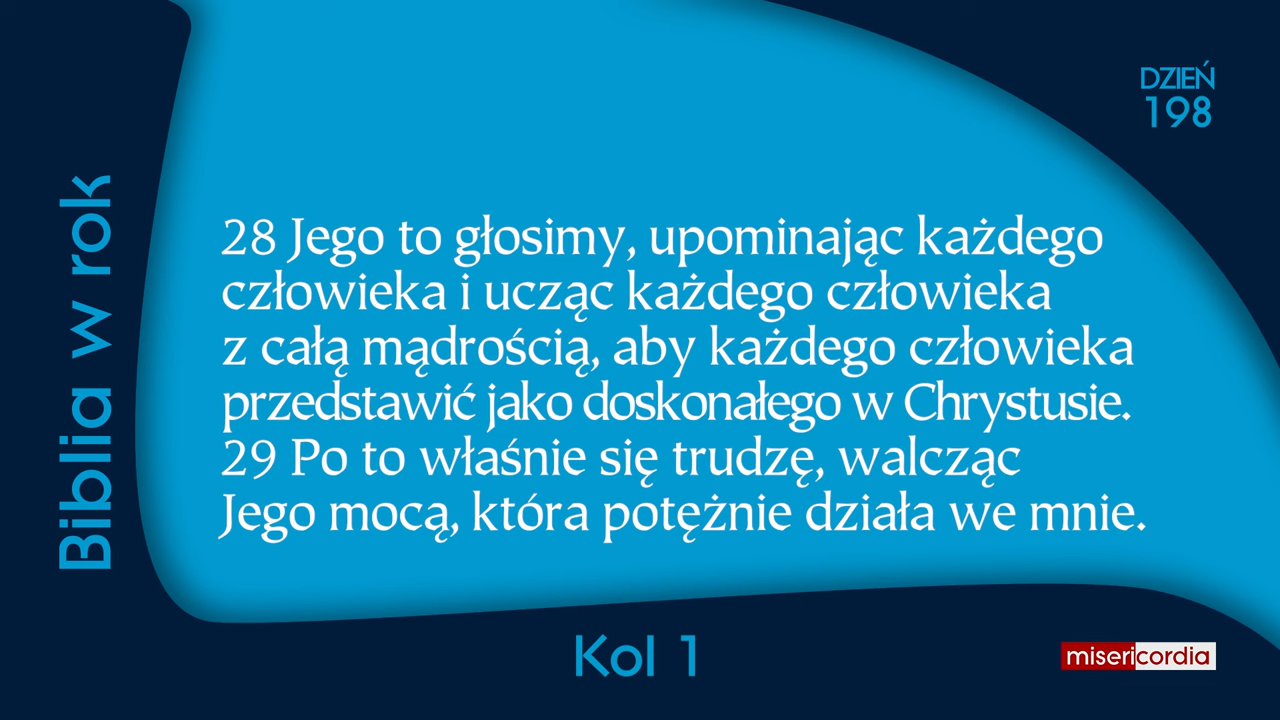 DZIEŃ
198
Biblia w rok
28 Jego to głosimy, upominając każdego
człowieka i ucząc każdego człowieka
z całą mądrością, aby każdego człowieka
przedstawić jako doskonałego w Chrystusie.
29 Po to właśnie się trudzę, walcząc
Jego mocą, która potężnie działa we mnie.
Kol 1
misericordia